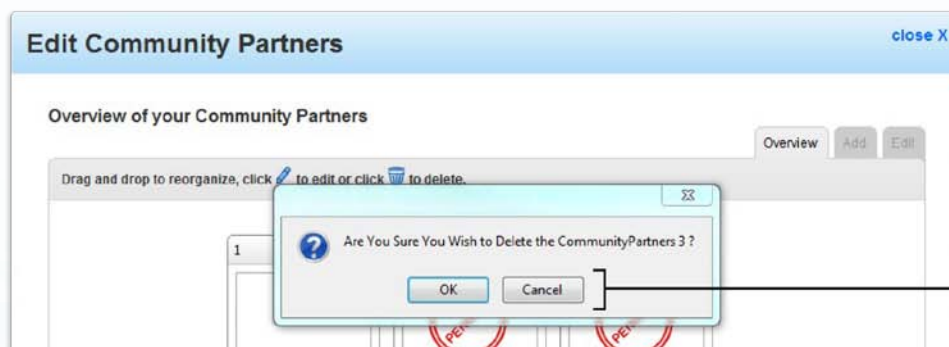 Edit Community Partners
close X
Overview of your Community Partners
Overview Add Edit
Drag and drop to reorganize, click to edit or click to delete.
Are You Sure You Wish to Delete the CommunityPartners 3 ?
1
OK Cancel